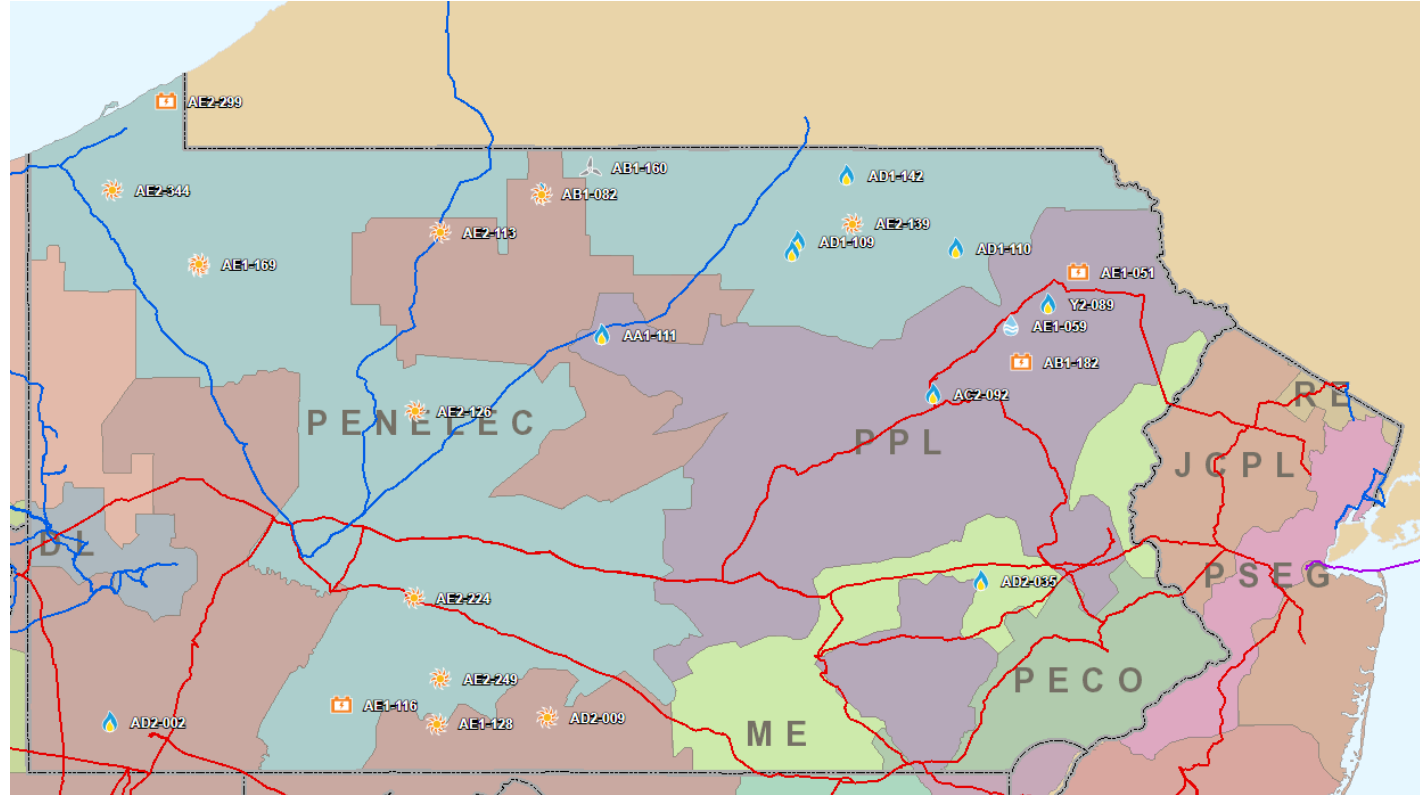 AE2-299
AB1-160
AD1-142
AE2-344
AB1-082
AE2-139
AE2-113
AD1-109
AD1-110
AE1-169
AE1-051
Y2-089
AE1-059
AA1-111
AB1-182
AC2-092
RE
AE2-126
PENELEC
PPL
JCPL
DL
PSEG
AD2-035
AE2-224
AE2-249
PECO
AE1-116
AD2-002
AE1-128
AD2-009
ME